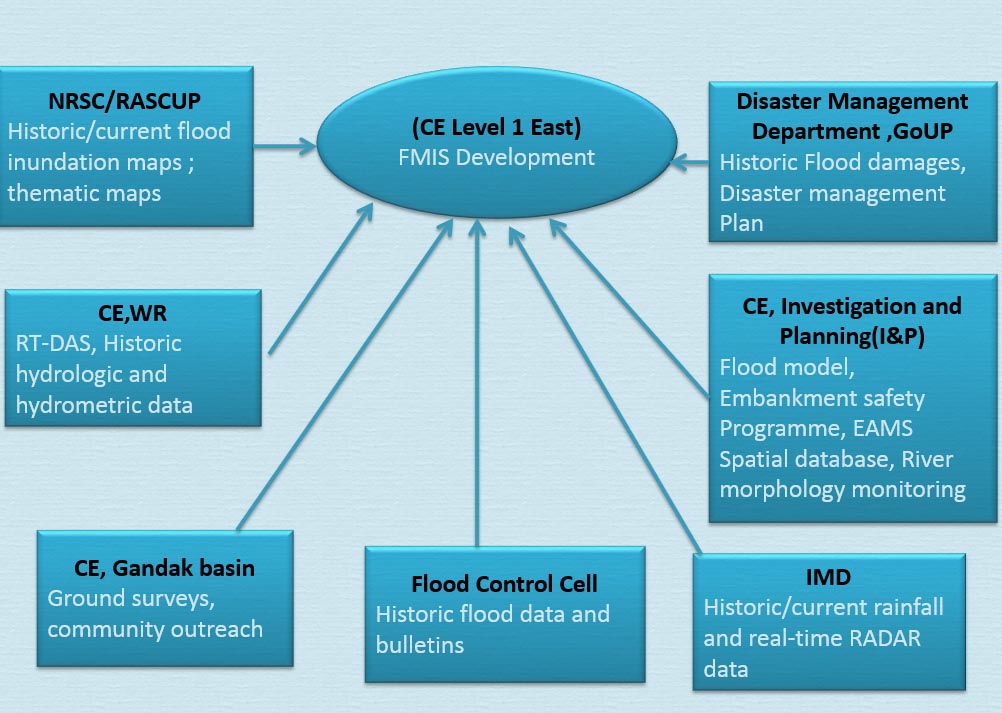 NRSC/RASCUP
Historic/current flood
inundation maps ;
thematic maps
(CE Level 1 East)
FMIS Development
Disaster Management
Department ,GoUP
Historic Flood damages,
Disaster management
Plan
CE,WR
RT-DAS, Historic
hydrologic and
hydrometric data
CE, Investigation and
Planning(I&P)
Flood model,
Embankment safety
Programme, EAMS
Spatial database, River
morphology monitoring
CE, Gandak basin
Ground surveys,
community outreach
Flood Control Cell
Historic flood data and
bulletins
IMD
Historic/current rainfall
and real-time RADAR
data